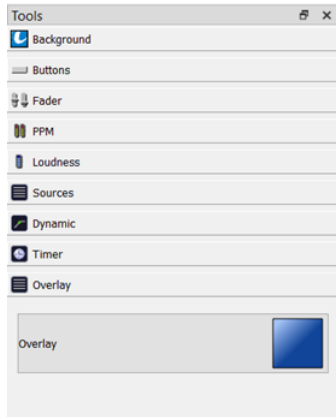 Tools
Background
Buttons
Fader
PPM
Loudness
Sources
Dynamic
Timer
Overlay
Overlay